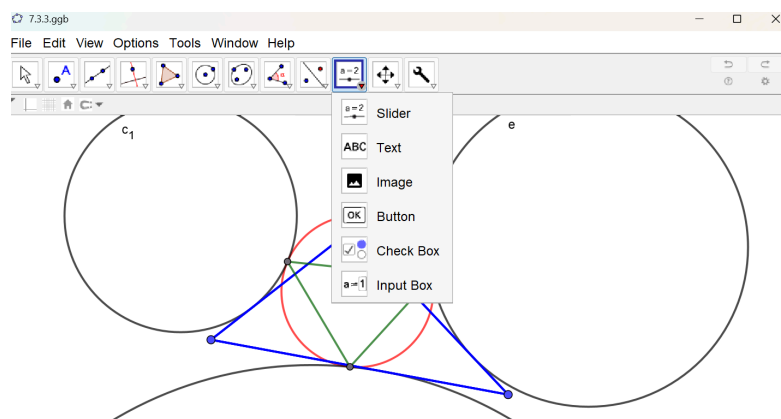 7.3.3.ggb
File Edit View Options Tools Window Help
A
α
a=2
a=2 Slider
ABC Text
Image
OK Button
Check Box
a=1 Input Box
c₁
e